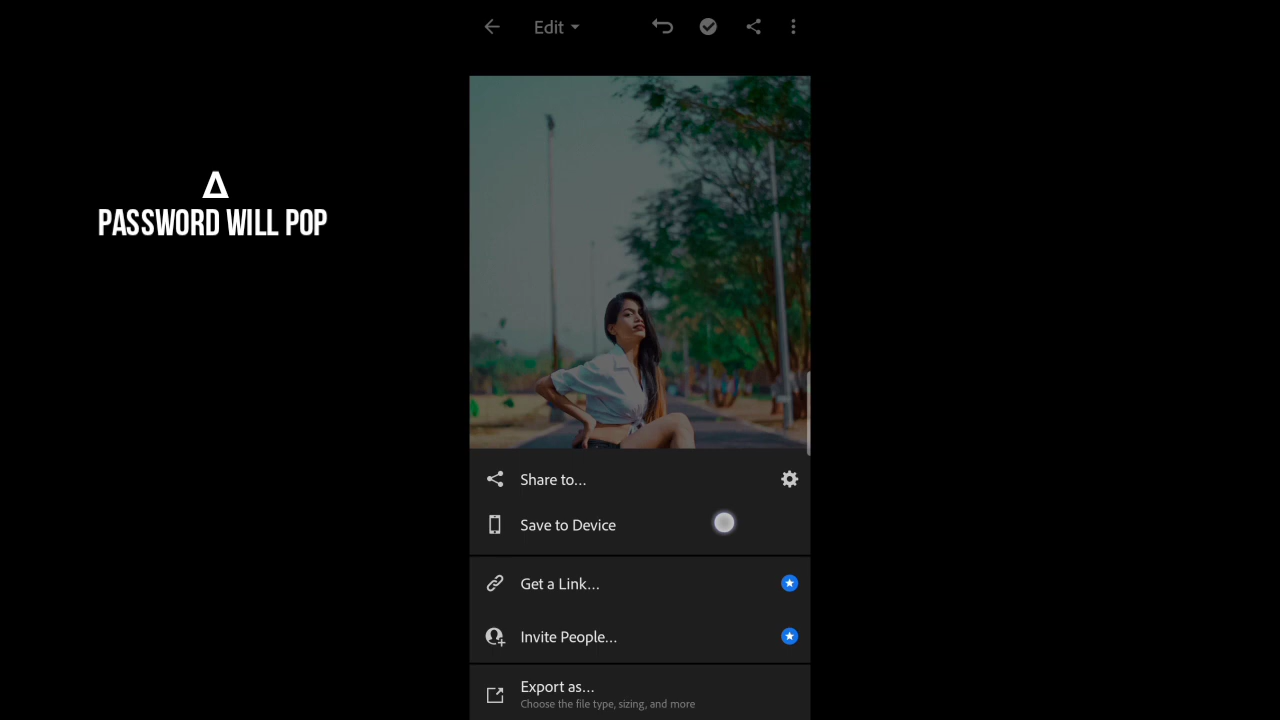 Edit
Δ
PASSWORD WILL POP
Share to...
Save to Device
Get a Link...
Invite People...
Export as...
Choose the file type, sizing, and more